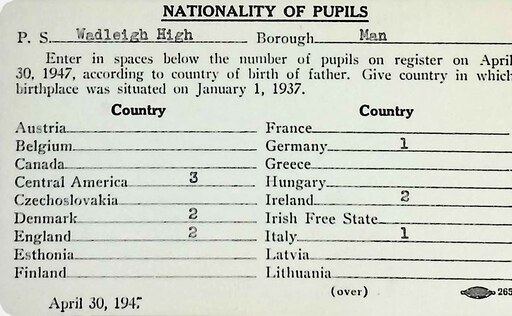 NATIONALITY OF PUPILS
P. S. Wadleigh High Borough Man
Enter in spaces below the number of pupils on register on April
30, 1947, according to country of birth of father. Give country in which
birthplace was situated on January 1, 1937.
Country
Austria
Belgium
Canada
Central America 3
Czechoslovakia
Denmark 2
England 2
Esthonia
Finland
Country
France
Germany 1
Greece
Hungary
Ireland 2
Irish Free State
Italy 1
Latvia
Lithuania
(over)
265
April 30, 1947